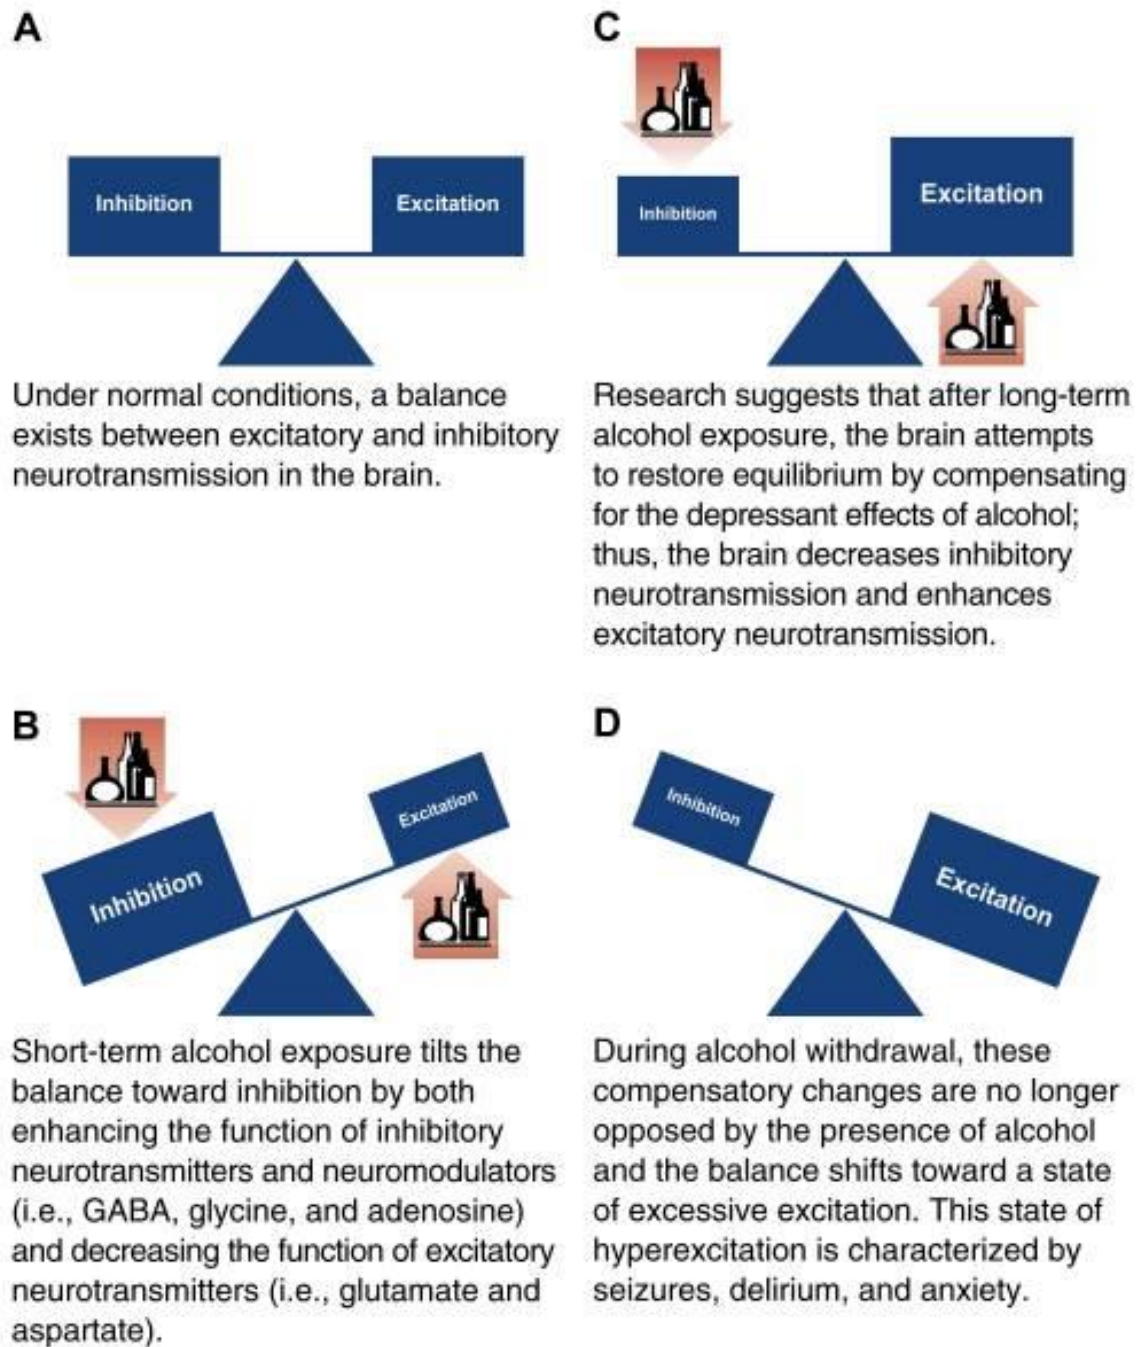 A
Inhibition
Excitation
Under normal conditions, a balance
exists between excitatory and inhibitory
neurotransmission in the brain.
B
Inhibition
Excitation
Short-term alcohol exposure tilts the
balance toward inhibition by both
enhancing the function of inhibitory
neurotransmitters and neuromodulators
(i.e., GABA, glycine, and adenosine)
and decreasing the function of excitatory
neurotransmitters (i.e., glutamate and
aspartate).
C
Inhibition
Excitation
Research suggests that after long-term
alcohol exposure, the brain attempts
to restore equilibrium by compensating
for the depressant effects of alcohol;
thus, the brain decreases inhibitory
neurotransmission and enhances
excitatory neurotransmission.
D
Inhibition
Excitation
During alcohol withdrawal, these
compensatory changes are no longer
opposed by the presence of alcohol
and the balance shifts toward a state
of excessive excitation. This state of
hyperexcitation is characterized by
seizures, delirium, and anxiety.